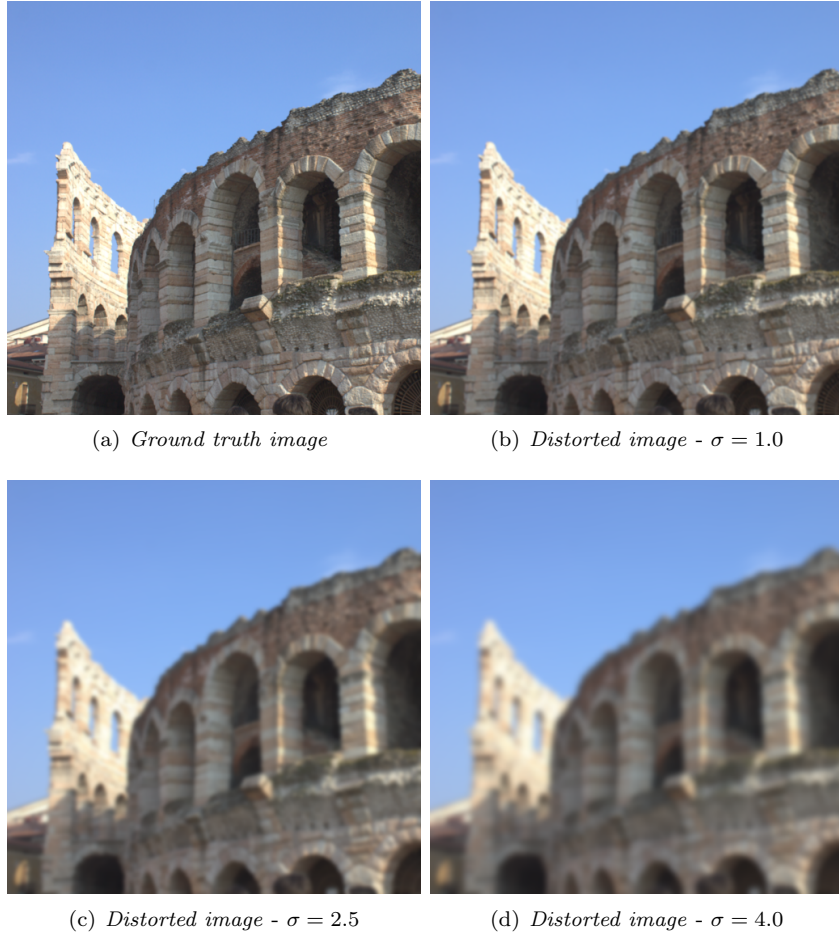 (a) Ground truth image
(b) Distorted image - σ = 1.0
(c) Distorted image - σ = 2.5
(d) Distorted image - σ = 4.0